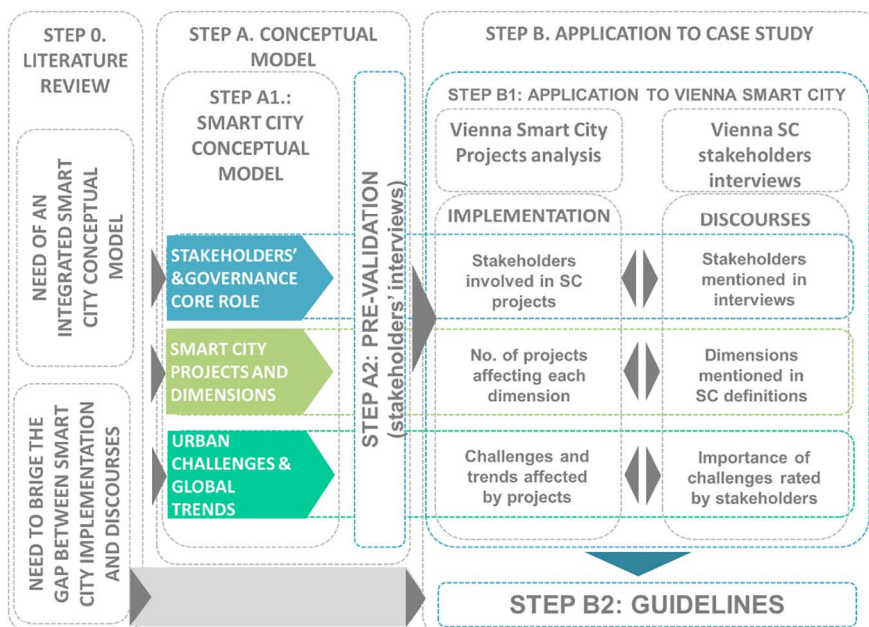 STEP 0.
LITERATURE
REVIEW
NEED OF AN
INTEGRATED SMART
CITY CONCEPTUAL
MODEL
NEED TO BRIGE THE
GAP BETWEEN SMART
CITY IMPLEMENTATION
AND DISCOURSES
STEP A. CONCEPTUAL
MODEL
STEP A1.:
SMART CITY
CONCEPTUAL
MODEL
STAKEHOLDERS’
&GOVERNANCE
CORE ROLE
SMART CITY
PROJECTS AND
DIMENSIONS
URBAN
CHALLENGES &
GLOBAL
TRENDS
STEP A2: PRE-VALIDATION
(stakeholders’ interviews)
STEP B. APPLICATION TO CASE STUDY
STEP B1: APPLICATION TO VIENNA SMART CITY
Vienna Smart City
Projects analysis
IMPLEMENTATION
Stakeholders
involved in SC
projects
No. of projects
affecting each
dimension
Challenges and
trends affected
by projects
Vienna SC
stakeholders
interviews
DISCOURSES
Stakeholders
mentioned in
interviews
Dimensions
mentioned in
SC definitions
Importance of
challenges rated
by stakeholders
STEP B2: GUIDELINES